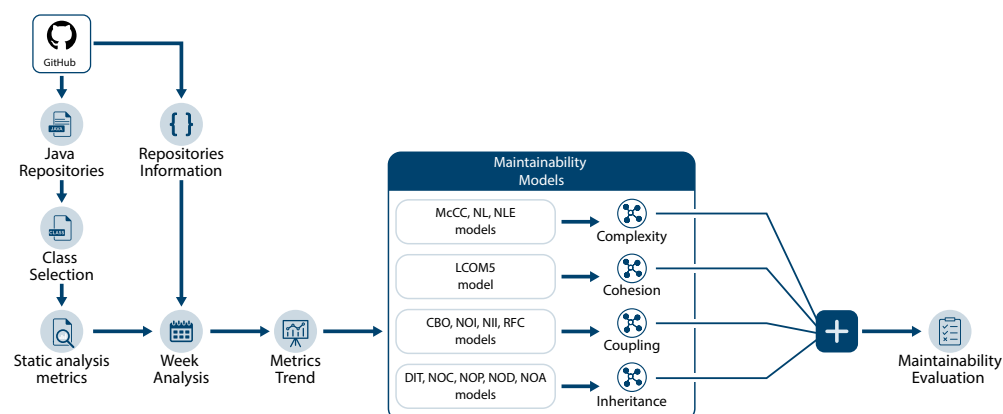 GitHub
JAVA
Java
Repositories
{ }
Repositories
Information
CLASS
Class
Selection
Static analysis
metrics
Week
Analysis
Metrics
Trend
Maintainability
Models
McCC, NL, NLE
models
Complexity
LCOM5
model
Cohesion
CBO, NOI, NII, RFC
models
Coupling
DIT, NOC, NOP, NOD, NOA
models
Inheritance
+
Maintainability
Evaluation